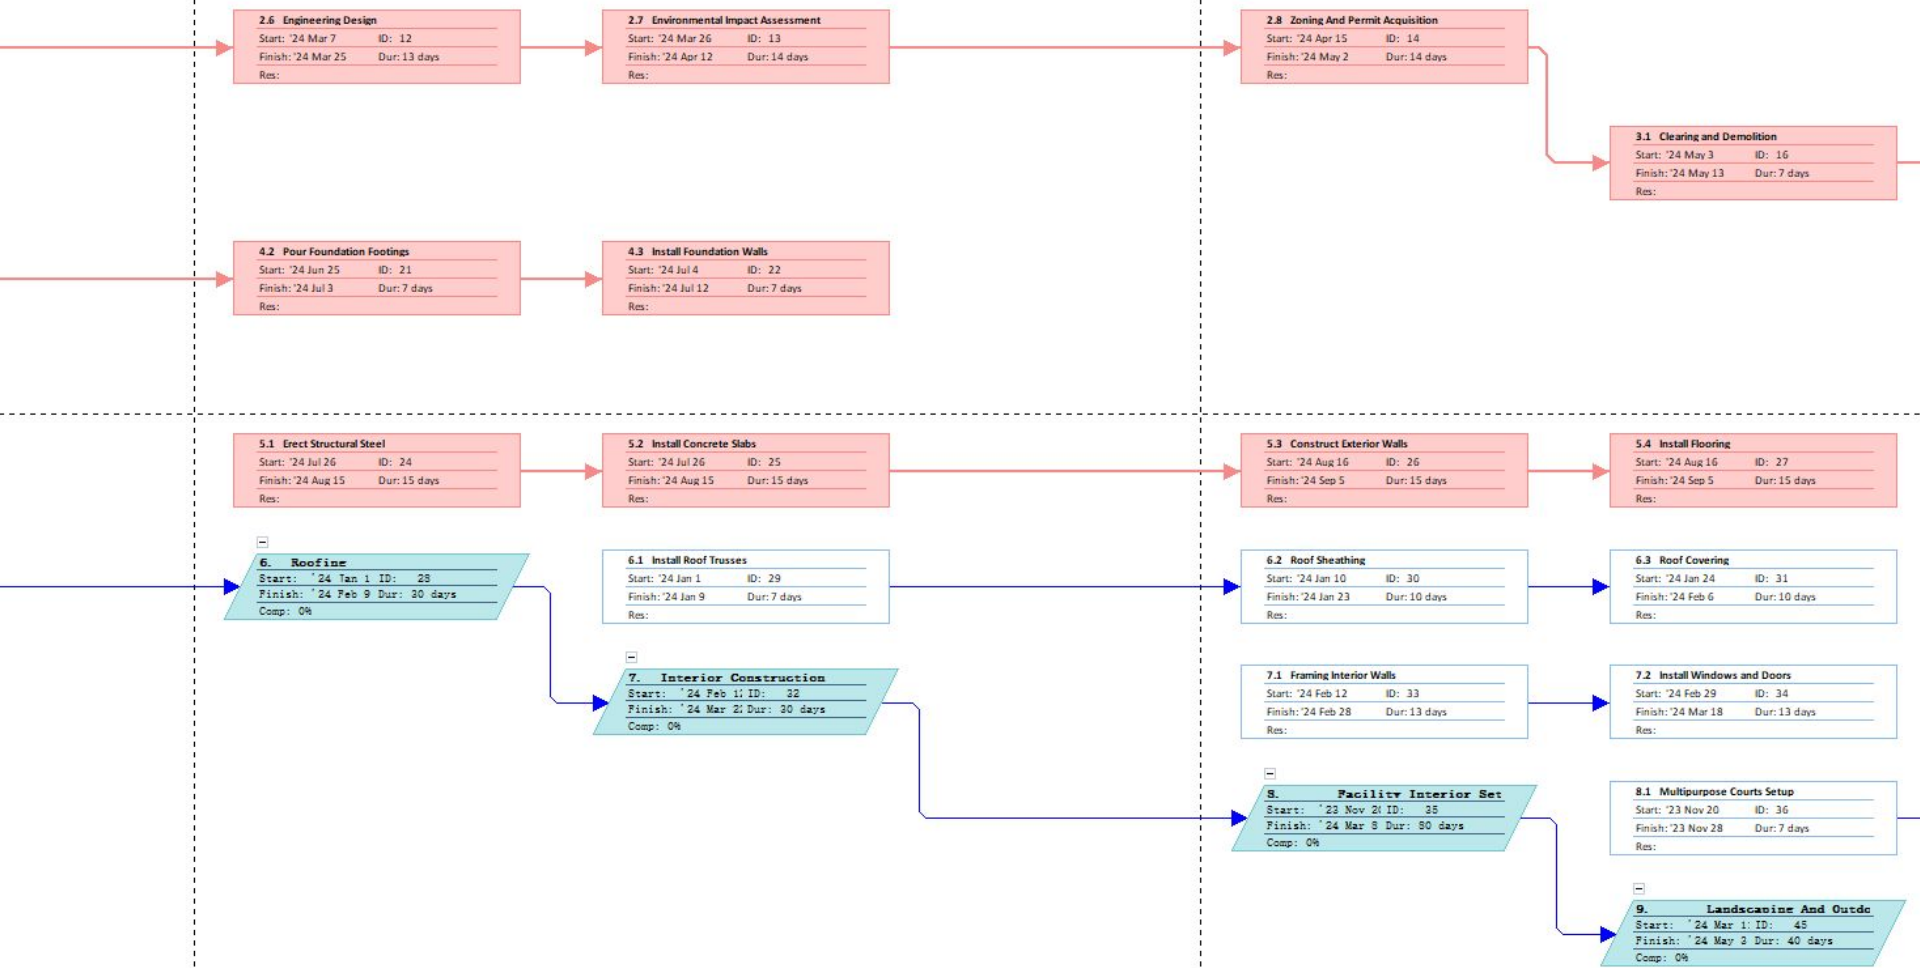 2.6 Engineering Design
Start: '24 Mar 7 ID: 12
Finish: '24 Mar 25 Dur: 13 days
Res:
2.7 Environmental Impact Assessment
Start: '24 Mar 26 ID: 13
Finish: '24 Apr 12 Dur: 14 days
Res:
2.8 Zoning And Permit Acquisition
Start: '24 Apr 15 ID: 14
Finish: '24 May 2 Dur: 14 days
Res:
3.1 Clearing and Demolition
Start: '24 May 3 ID: 16
Finish: '24 May 13 Dur: 7 days
Res:
4.2 Pour Foundation Footings
Start: '24 Jun 25 ID: 21
Finish: '24 Jul 3 Dur: 7 days
Res:
4.3 Install Foundation Walls
Start: '24 Jul 4 ID: 22
Finish: '24 Jul 12 Dur: 7 days
Res:
5.1 Erect Structural Steel
Start: '24 Jul 26 ID: 24
Finish: '24 Aug 15 Dur: 15 days
Res:
5.2 Install Concrete Slabs
Start: '24 Jul 26 ID: 25
Finish: '24 Aug 15 Dur: 15 days
Res:
5.3 Construct Exterior Walls
Start: '24 Aug 16 ID: 26
Finish: '24 Sep 5 Dur: 15 days
Res:
5.4 Install Flooring
Start: '24 Aug 16 ID: 27
Finish: '24 Sep 5 Dur: 15 days
Res:
6. Roofing
Start: '24 Jan 1 ID: 28
Finish: '24 Feb 9 Dur: 30 days
Comp: 0%
6.1 Install Roof Trusses
Start: '24 Jan 1 ID: 29
Finish: '24 Jan 9 Dur: 7 days
Res:
6.2 Roof Sheathing
Start: '24 Jan 10 ID: 30
Finish: '24 Jan 23 Dur: 10 days
Res:
6.3 Roof Covering
Start: '24 Jan 24 ID: 31
Finish: '24 Feb 6 Dur: 10 days
Res:
7. Interior Construction
Start: '24 Feb ID: 32
Finish: '24 Mar Dur: 30 days
Comp: 0%
7.1 Framing Interior Walls
Start: '24 Feb 12 ID: 33
Finish: '24 Feb 28 Dur: 13 days
Res:
7.2 Install Windows and Doors
Start: '24 Feb 29 ID: 34
Finish: '24 Mar 18 Dur: 13 days
Res:
8. Facility Interior Set
Start: '23 Nov ID: 35
Finish: '24 Mar 8 Dur: 80 days
Comp: 0%
8.1 Multipurpose Courts Setup
Start: '23 Nov 20 ID: 36
Finish: '23 Nov 28 Dur: 7 days
Res:
9. Landscaping And Outdo
Start: '24 Mar ID: 45
Finish: '24 May 3 Dur: 40 days
Comp: 0%